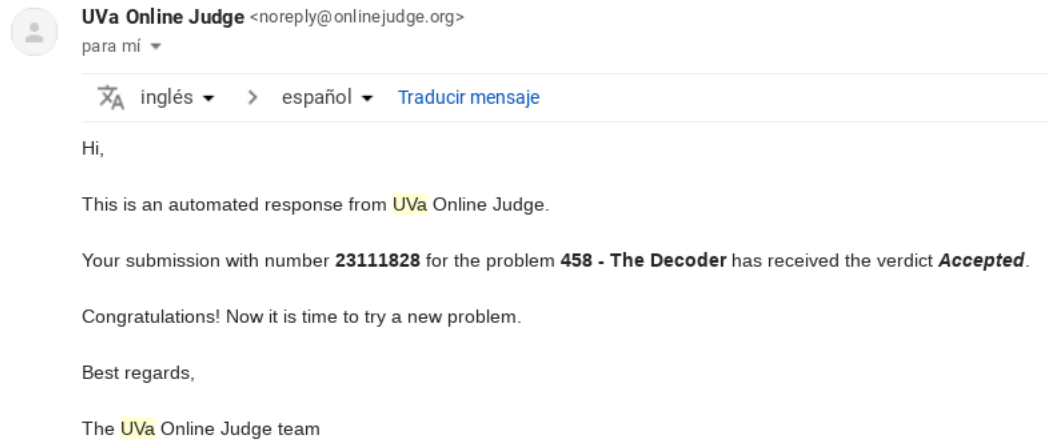 UVa Online Judge <noreply@onlinejudge.org>
para mí
inglés > español Traducir mensaje
Hi,
This is an automated response from UVa Online Judge.
Your submission with number 23111828 for the problem 458 - The Decoder has received the verdict Accepted.
Congratulations! Now it is time to try a new problem.
Best regards,
The UVa Online Judge team